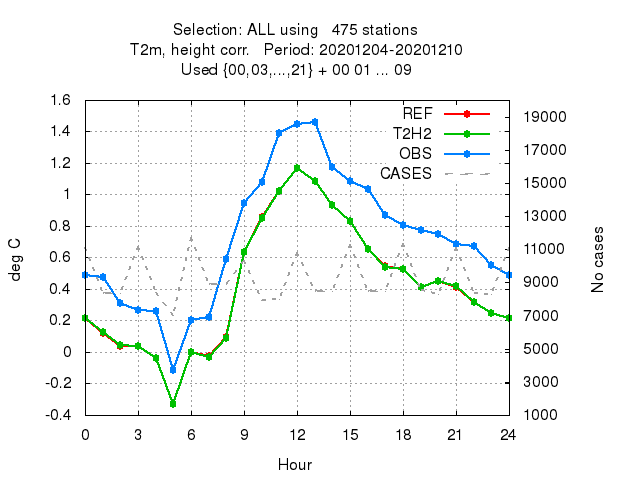 Selection: ALL using   475 stations
T2m, height corr.   Period: 20201204-20201210
Used {00,03,...,21} + 00 01 ... 09
REF
T2H2
OBS
CASES
deg C
1.6
1.4
1.2
1
0.8
0.6
0.4
0.2
0
-0.2
-0.4
19000
17000
15000
13000
11000
9000
7000
5000
3000
1000
No cases
0 3 6 9 12 15 18 21 24
Hour